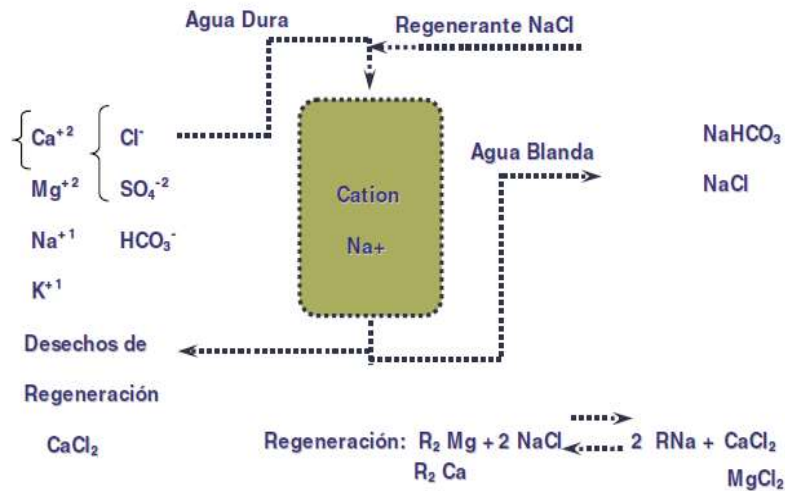 Agua Dura
Regenerante NaCl
Ca⁺²
Cl⁻
Mg⁺²
SO₄⁻²
Na⁺¹
HCO₃⁻
K⁺¹
Cation
Na+
Agua Blanda
NaHCO₃
NaCl
Desechos de
Regeneración
CaCl₂
Regeneración: R₂ Mg + 2 NaCl 2 RNa + CaCl₂
R₂ Ca MgCl₂